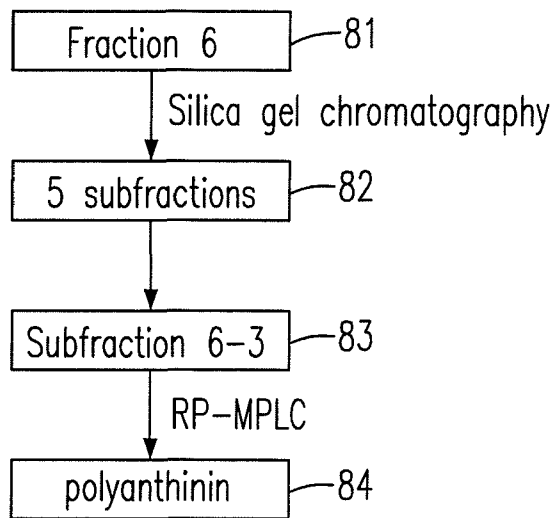 Fraction 6 81
Silica gel chromatography
5 subfractions 82
Subfraction 6-3 83
RP-MPLC
polyanthinin 84